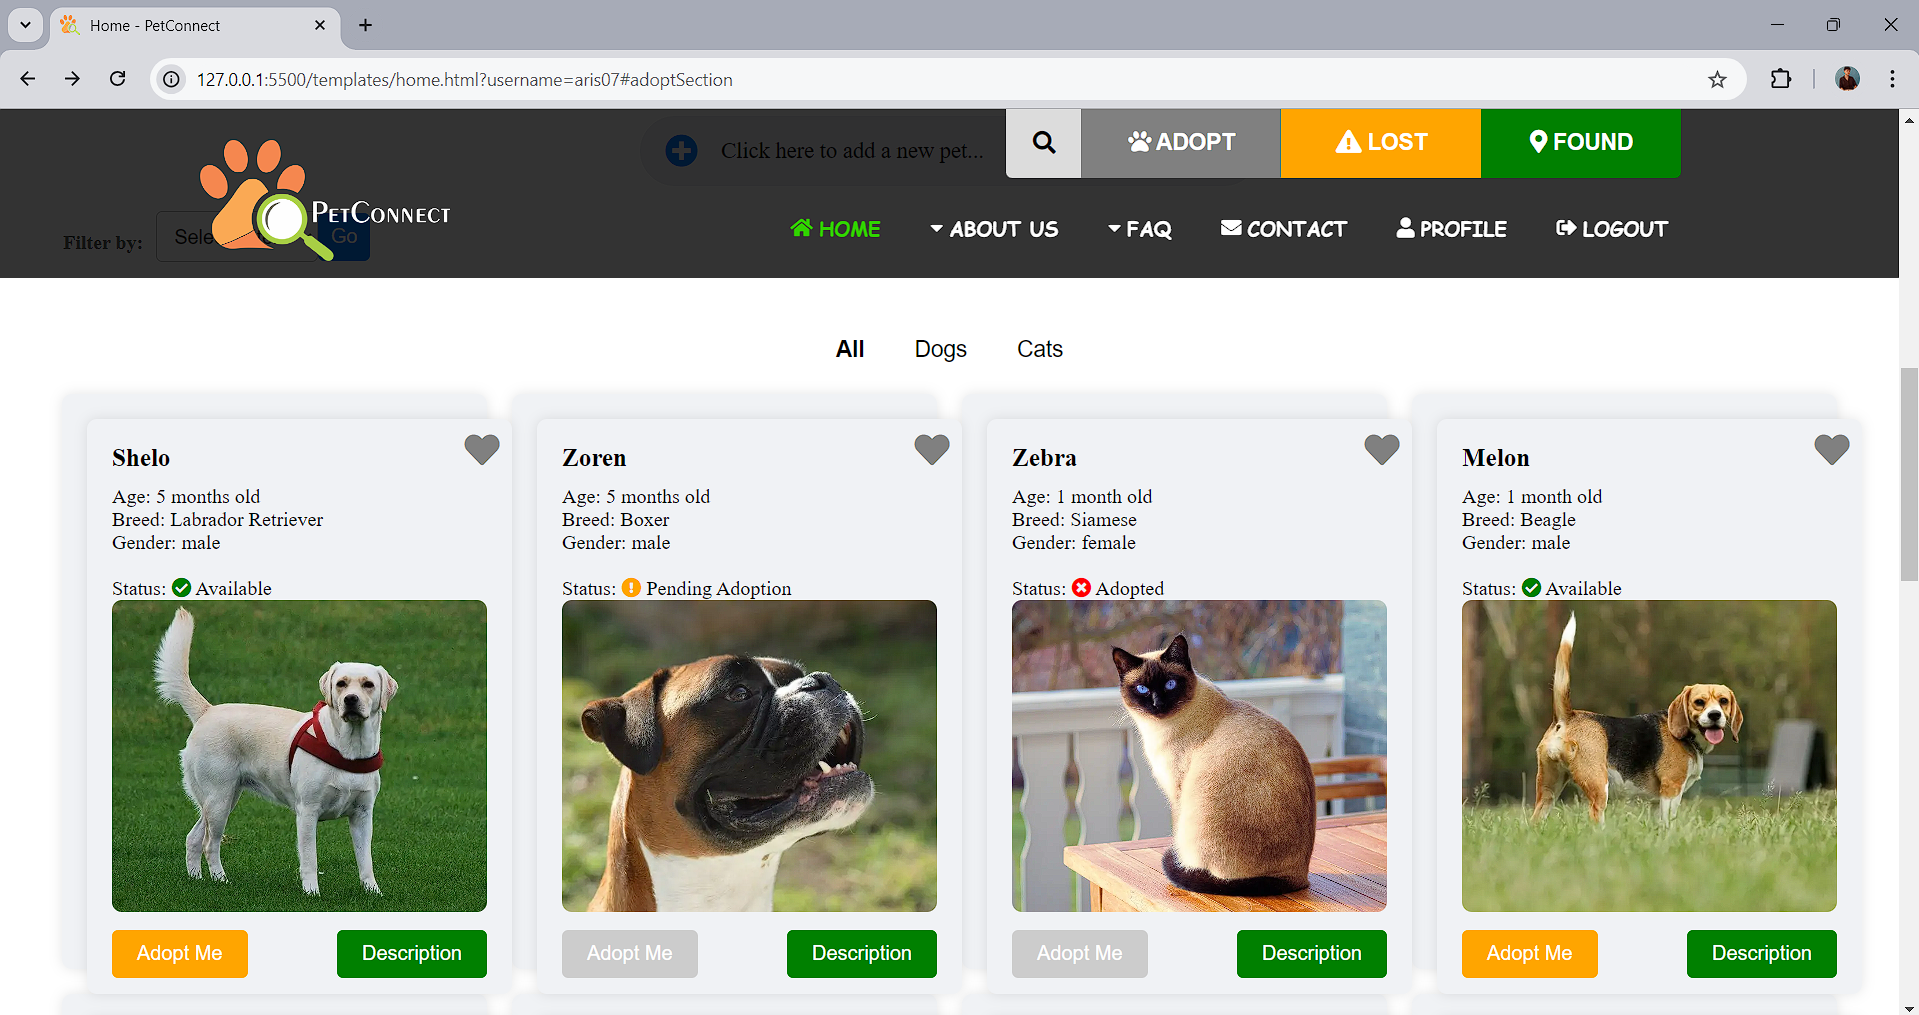 Home - PetConnect
127.0.0.1:5500/templates/home.html?username=aris07#adoptSection
Click here to add a new pet...
ADOPT
LOST
FOUND
PETCONNECT
Filter by:
Sele
Go
HOME
ABOUT US
FAQ
CONTACT
PROFILE
LOGOUT
All
Dogs
Cats
Shelo
Age: 5 months old
Breed: Labrador Retriever
Gender: male
Status: Available
Adopt Me
Description
Zoren
Age: 5 months old
Breed: Boxer
Gender: male
Status: Pending Adoption
Adopt Me
Description
Zebra
Age: 1 month old
Breed: Siamese
Gender: female
Status: Adopted
Adopt Me
Description
Melon
Age: 1 month old
Breed: Beagle
Gender: male
Status: Available
Adopt Me
Description